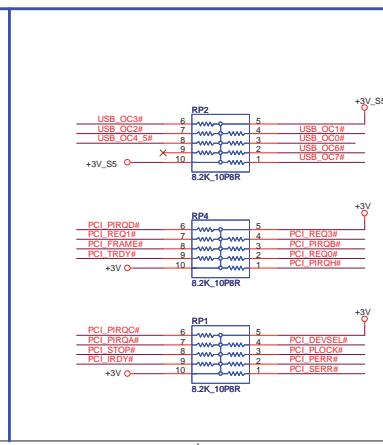 RP2
+3V_S5
USB_OC3# 6 5
USB_OC2# 7 4 USB_OC1#
USB_OC4_5# 8 3 USB_OC0#
9 2 USB_OC6#
+3V_S5 10 1 USB_OC7#
8.2K_10P8R
+3V
RP4
PCI_PIRQD# 6 5
PCI_REQ1# 7 4 PCI_REQ3#
PCI_FRAME# 8 3 PCI_PIRQB#
PCI_TRDY# 9 2 PCI_REQ0#
+3V 10 1 PCI_PIRQH#
8.2K_10P8R
+3V
RP1
PCI_PIRQC# 6 5
PCI_PIRQA# 7 4 PCI_DEVSEL#
PCI_STOP# 8 3 PCI_PLOCK#
PCI_IRDY# 9 2 PCI_PERR#
+3V 10 1 PCI_SERR#
8.2K_10P8R